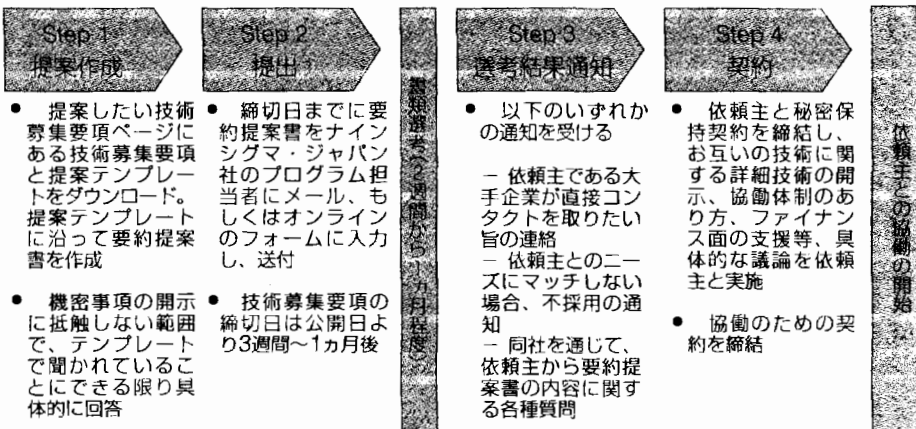 Step 1
提案作成
● 提案したい技術
募集要項ページに
ある技術募集要項
と提案テンプレー
トをダウンロード。
提案テンプレート
に沿って要約提案
書を作成
● 機密事項の開示
に抵触しない範囲
で、テンプレート
で聞かれているこ
とにできる限り具
体的に回答
Step 2
提出
● 締切日までに要
約提案書をナイン
シグマ・ジャパン
社のプログラム担
当者にメール、も
しくはオンライン
のフォームに入力
し、送付
● 技術募集要項の
締切日は公開日よ
り3週間～1ヵ月後
書類選考(2週間から1ヵ月程度)
Step 3
選考結果通知
● 以下のいずれか
の通知を受ける
− 依頼主である大
手企業が直接コン
タクトを取りたい
旨の連絡
− 依頼主とのニー
ズにマッチしない
場合、不採用の通
知
− 同社を通じて、
依頼主から要約提
案書の内容に関す
る各種質問
Step 4
契約
● 依頼主と秘密保
持契約を締結し、
お互いの技術に関
する詳細技術の開
示、協働体制のあ
り方、ファイナン
ス面の支援等、具
体的な議論を依頼
主と実施
● 協働のための契
約を締結
依頼主との協働の開始